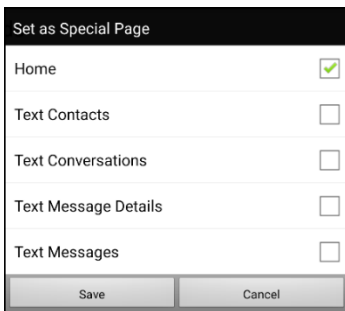 Set as Special Page
Home
Text Contacts
Text Conversations
Text Message Details
Text Messages
Save Cancel